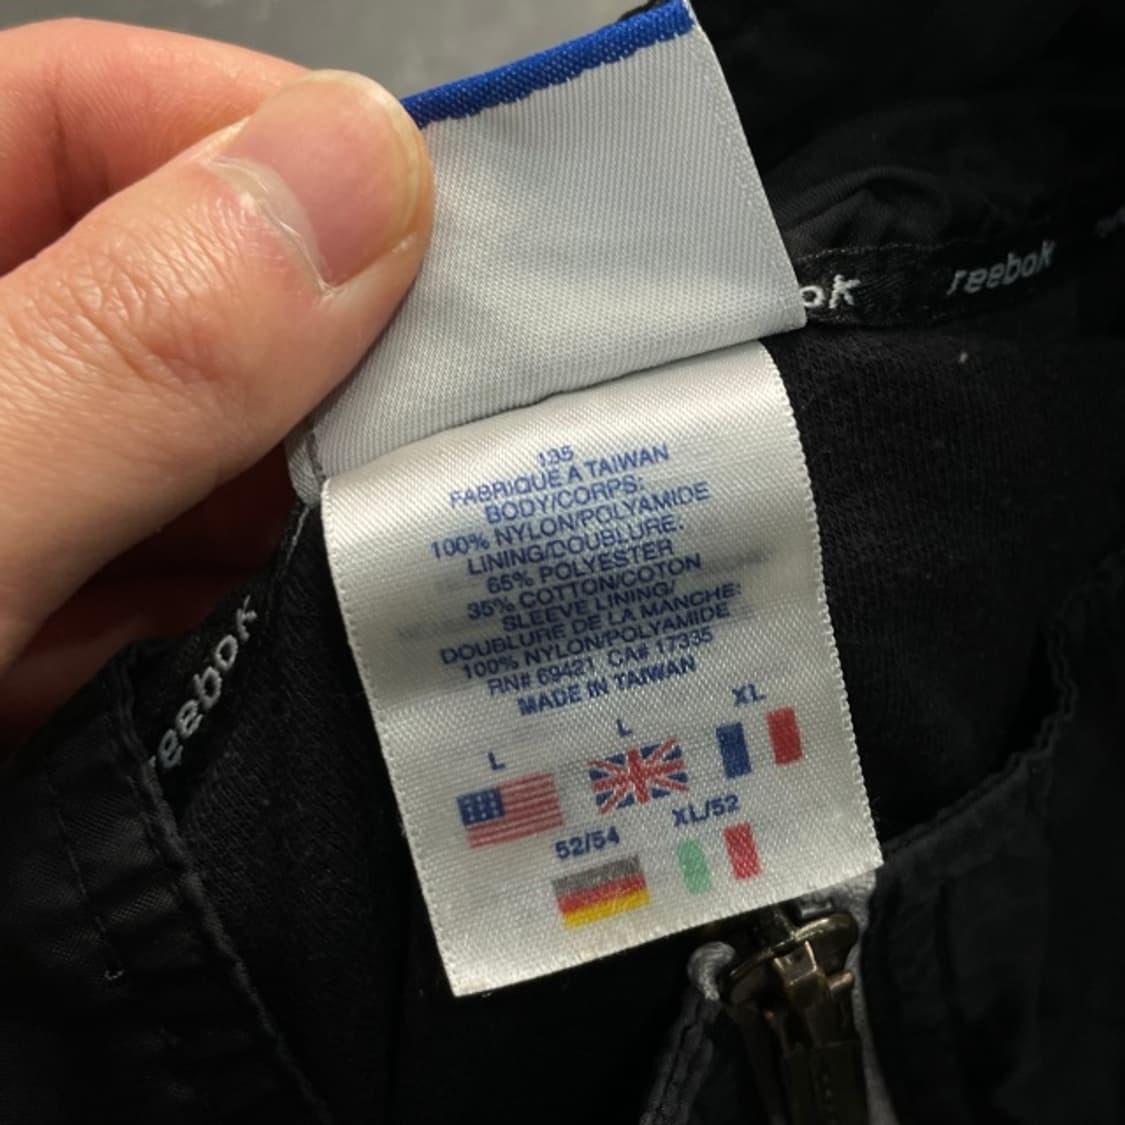 ok
reebok
reebok
135
FABRIQUE A TAIWAN
BODY/CORPS:
100% NYLON/POLYAMIDE
LINING/DOUBLURE:
65% POLYESTER
35% COTTON/COTON
SLEEVE LINING/
DOUBLURE DE LA MANCHE:
100% NYLON/POLYAMIDE
RN# 69421 CA# 17335
MADE IN TAIWAN
L
L
XL
52/54
XL/52